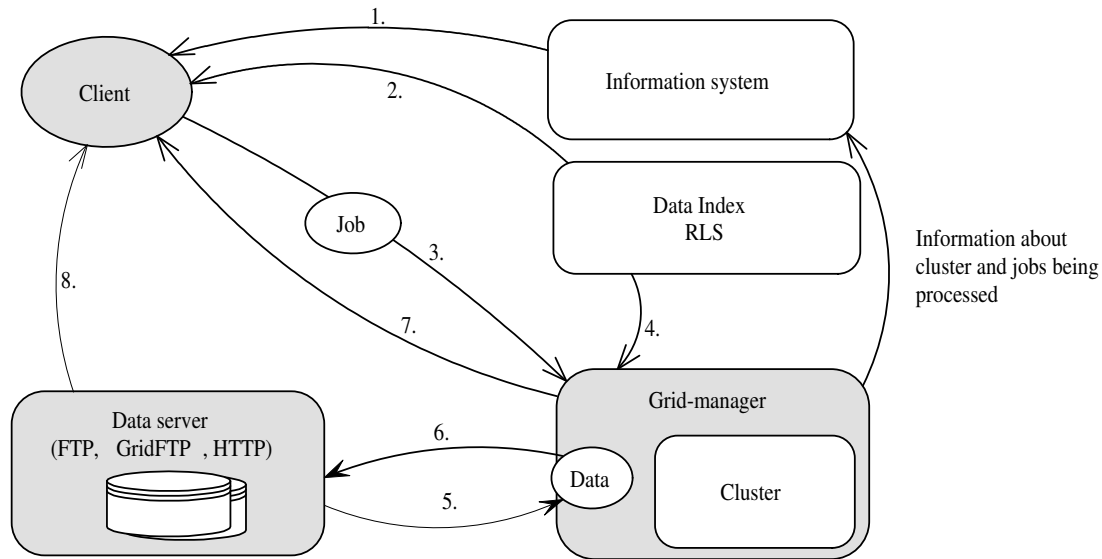 1.
Information system
Client
2.
Data Index
RLS
Job
3.
Information about
cluster and jobs being
processed
8.
7.
4.
Grid-manager
Data server
(FTP, GridFTP , HTTP)
6.
Data
Cluster
5.